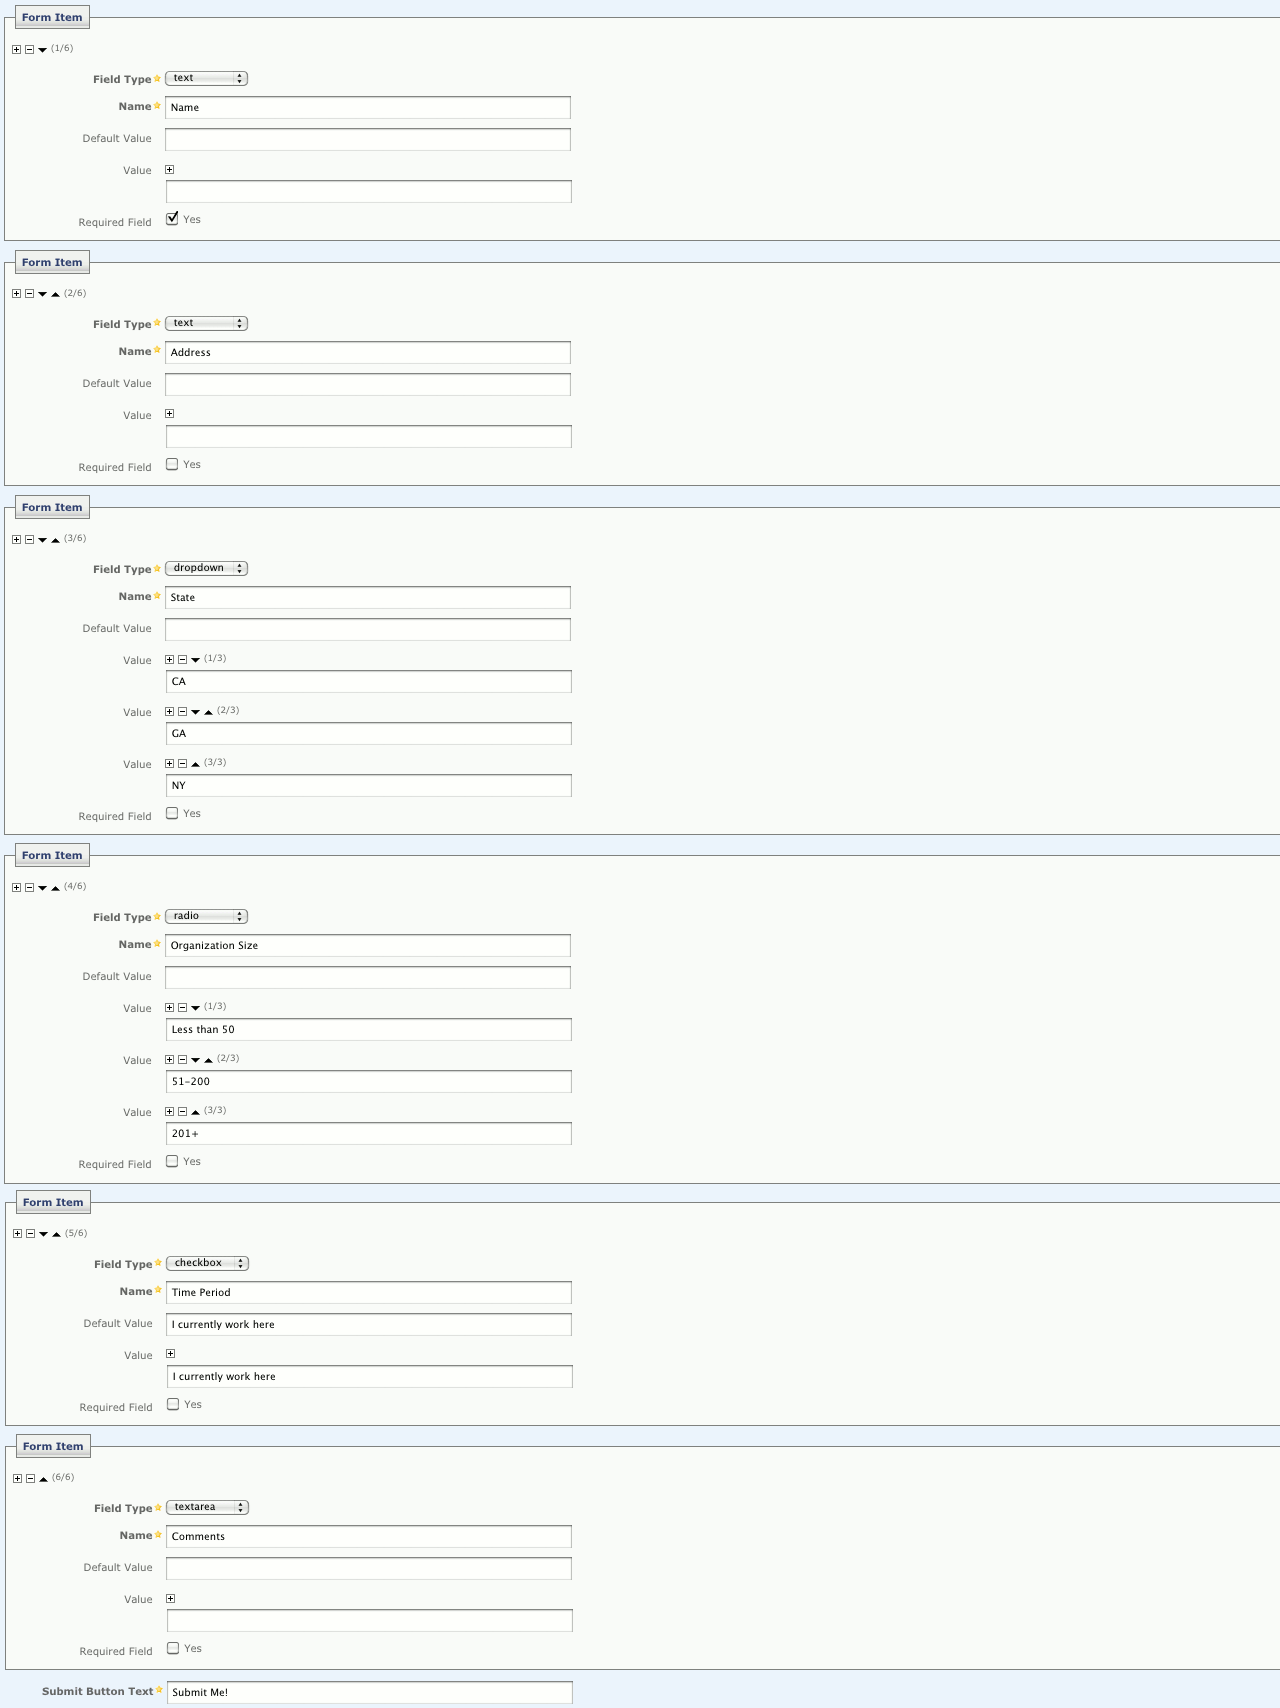 Form Item
(1/6)
Field Type text
Name Name
Default Value
Value
Required Field Yes
Form Item
(2/6)
Field Type text
Name Address
Default Value
Value
Required Field Yes
Form Item
(3/6)
Field Type dropdown
Name State
Default Value
Value (1/3)
CA
Value (2/3)
GA
Value (3/3)
NY
Required Field Yes
Form Item
(4/6)
Field Type radio
Name Organization Size
Default Value
Value (1/3)
Less than 50
Value (2/3)
51-200
Value (3/3)
201+
Required Field Yes
Form Item
(5/6)
Field Type checkbox
Name Time Period
Default Value I currently work here
Value
I currently work here
Required Field Yes
Form Item
(6/6)
Field Type textarea
Name Comments
Default Value
Value
Required Field Yes
Submit Button Text Submit Me!